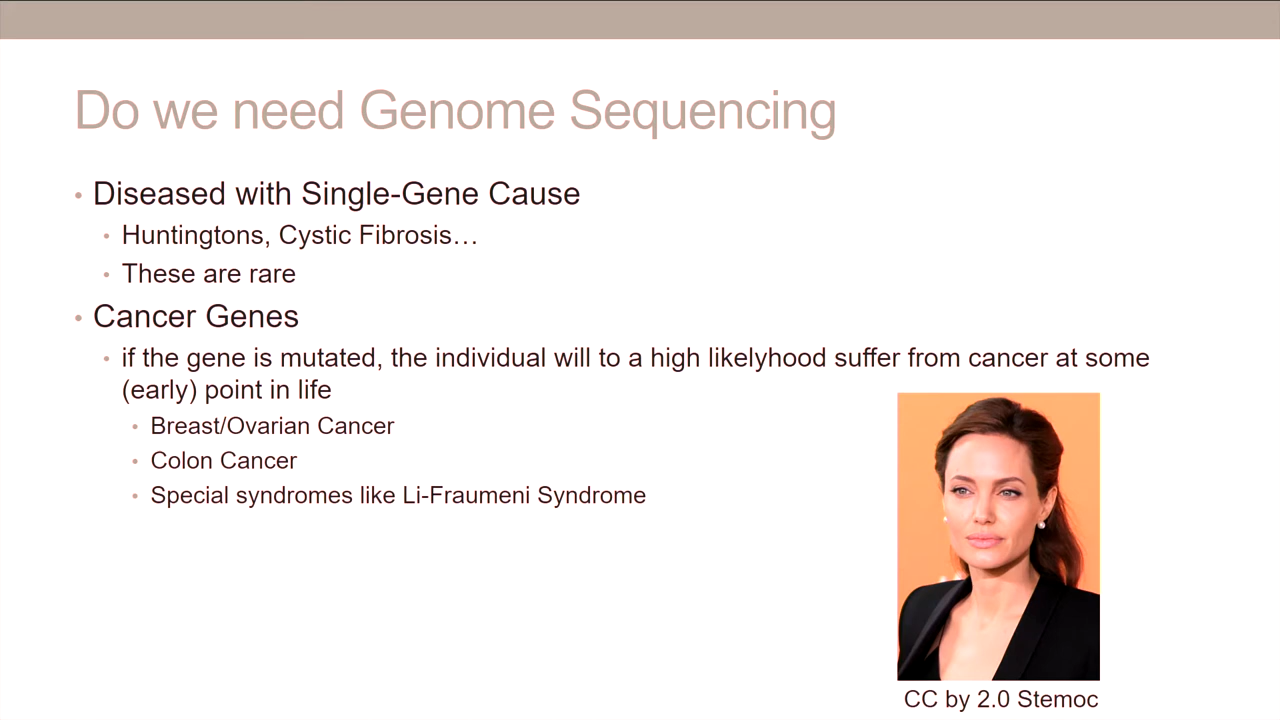 Do we need Genome Sequencing
• Diseased with Single-Gene Cause
• Huntingtons, Cystic Fibrosis…
• These are rare
• Cancer Genes
• if the gene is mutated, the individual will to a high likelyhood suffer from cancer at some
(early) point in life
• Breast/Ovarian Cancer
• Colon Cancer
• Special syndromes like Li-Fraumeni Syndrome
CC by 2.0 Stemoc